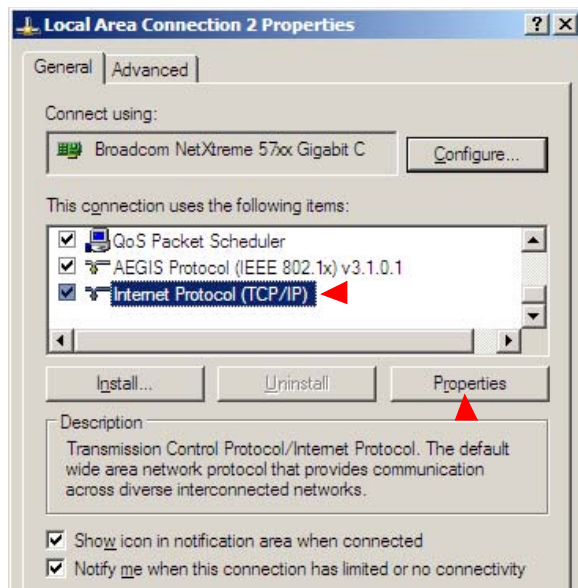 Local Area Connection 2 Properties
General Advanced
Connect using:
Broadcom NetXtreme 57xx Gigabit C
Configure...
This connection uses the following items:
QoS Packet Scheduler
AEGIS Protocol (IEEE 802.1x) v3.1.0.1
Internet Protocol (TCP/IP)
Install... Uninstall Properties
Description
Transmission Control Protocol/Internet Protocol. The default
wide area network protocol that provides communication
across diverse interconnected networks.
Show icon in notification area when connected
Notify me when this connection has limited or no connectivity